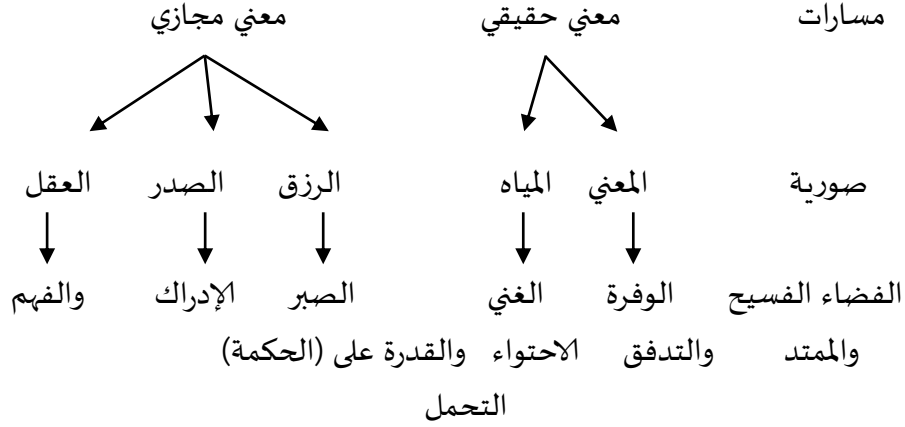 مسارات معني حقيقي معني مجازي
صورية المعني المياه الرزق الصدر العقل
الفضاء الفسيح الوفرة الغني الصبر الإدراك والفهم
والممتد والتدفق الاحتواء والقدرة على (الحكمة)
التحمل